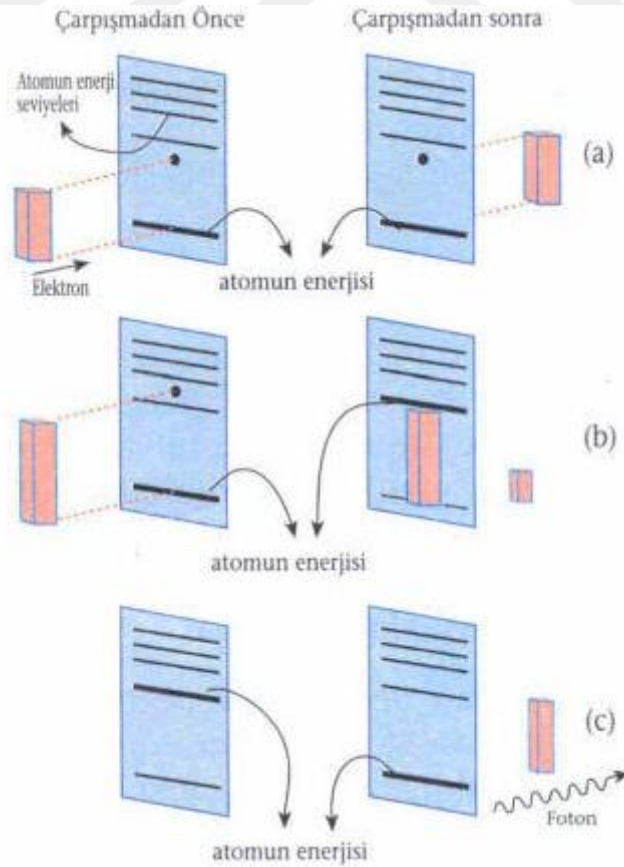 Çarpışmadan Önce
Çarpışmadan sonra
Atomun enerji
seviyeleri
(a)
Elektron
atomun enerjisi
(b)
atomun enerjisi
(c)
Foton
atomun enerjisi